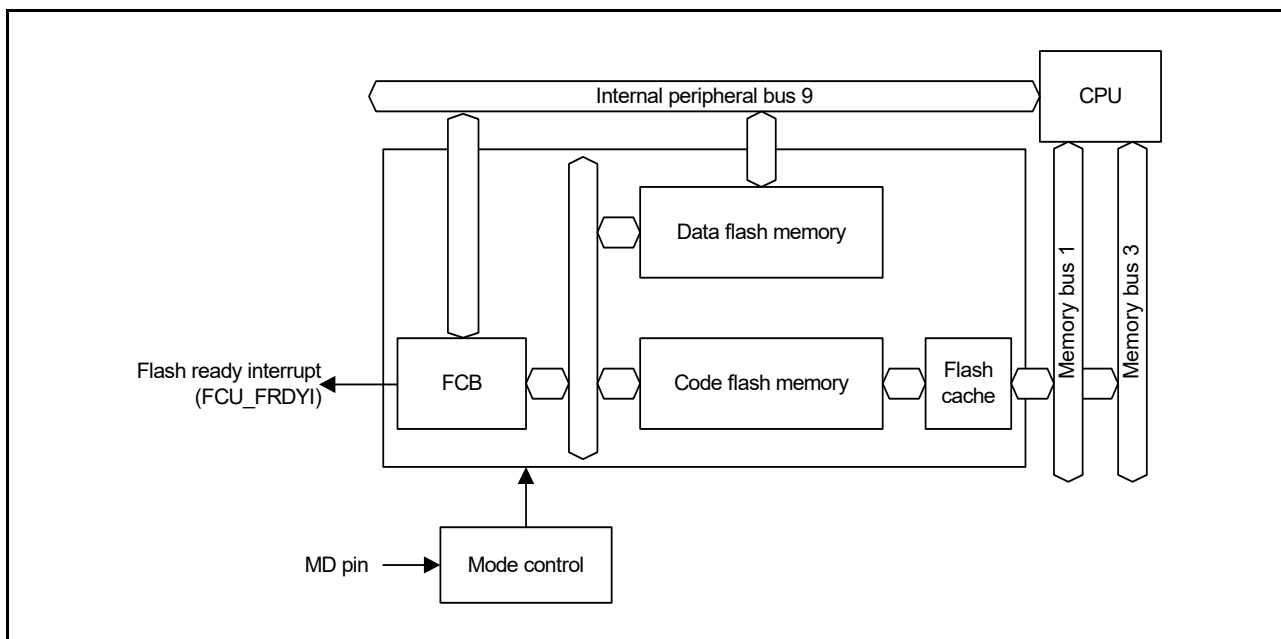 Internal peripheral bus 9
CPU
Data flash memory
Memory bus 1
Memory bus 3
Flash ready interrupt
(FCU_FRDYI)
FCB
Code flash memory
Flash
cache
MD pin
Mode control